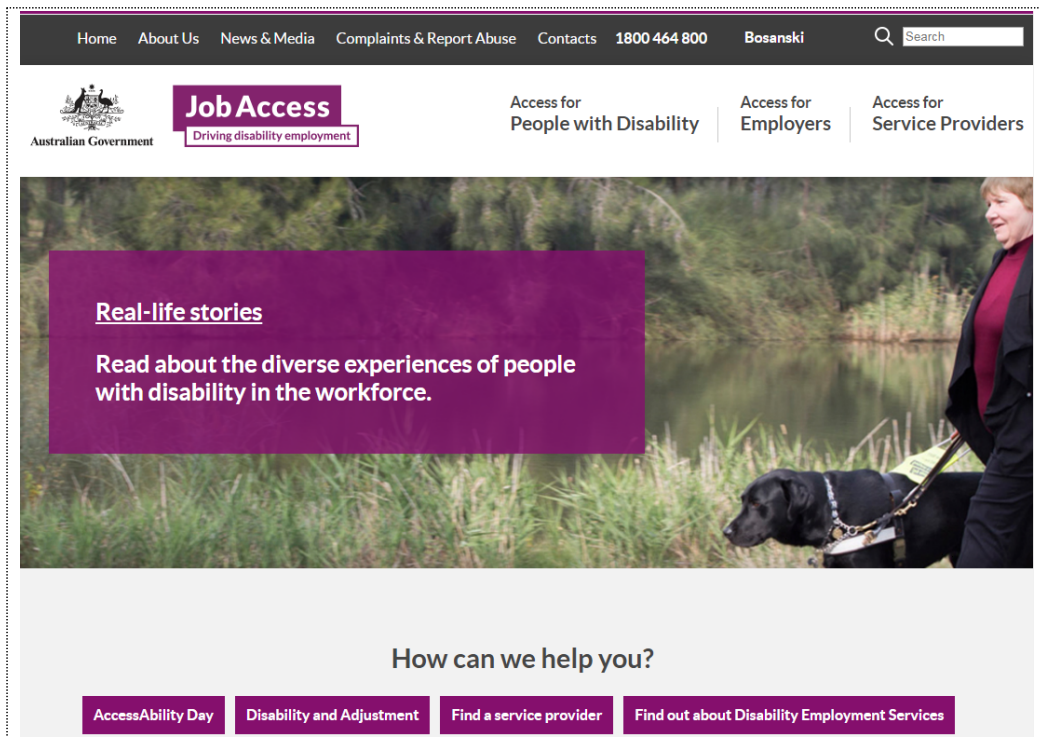 Home About Us News & Media Complaints & Report Abuse Contacts 1800 464 800 Bosanski Search
Australian Government
Job Access
Driving disability employment
Access for
People with Disability
Access for
Employers
Access for
Service Providers
Real-life stories
Read about the diverse experiences of people
with disability in the workforce.
How can we help you?
AccessAbility Day Disability and Adjustment Find a service provider Find out about Disability Employment Services